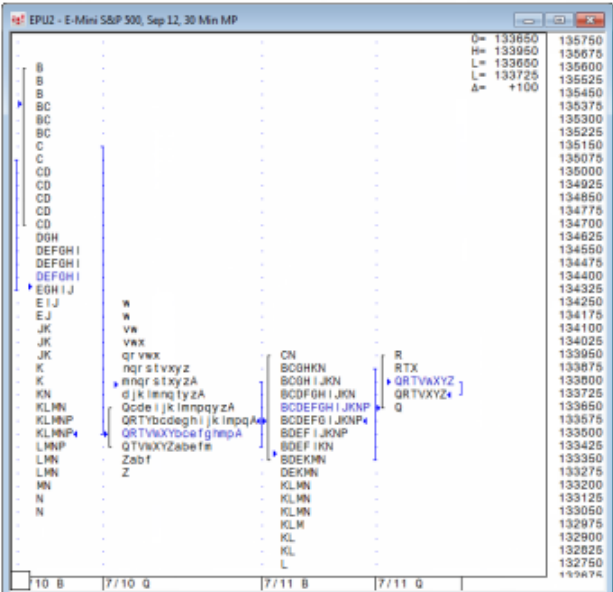 EPU2 - E-Mini S&P 500, Sep 12, 30 Min MP
O= 133650
H= 133950
L= 133650
L= 133725
Δ= +100
135750
135675
B 135600
B 135525
B 135450
BC 135375
BC 135300
BC 135225
C 135150
C 135075
CD 135000
CD 134925
CD 134850
CD 134775
CD 134700
DGH 134625
DEFGHI 134550
DEFGHI 134475
DEFGHI 134400
EGHIJ 134325
EIJ w 134250
EJ w 134175
JK vw 134100
JK vwx 134025
JK qrvwx CN R 133950
K nqrstvxyz BCGHKN RTX 133875
K mnqrstxyzA BCGHIJKN QRTVWXYZ 133800
KN djklmnqtyzA BCDFGHIJKN QRTVXYZ 133725
KLMN QcdeijklmnpqyzA BCDEFGHIJKNP Q 133650
KLMNP QRTYbcdeghijklmpqA BCDEFGIJKNP 133575
KLMNP QRTVWXYbcefghmpA BDEFIJKNP 133500
LMNP QTVWXYZabefm BDEFIKN 133425
LMN Zabf BDEKMN 133350
LMN Z DEKMN 133275
MN KLMN 133200
N KLMN 133125
N KLMN 133050
KLM 132975
KL 132900
KL 132825
L 132750
132675
7/10 B 7/10 Q 7/11 B 7/11 Q